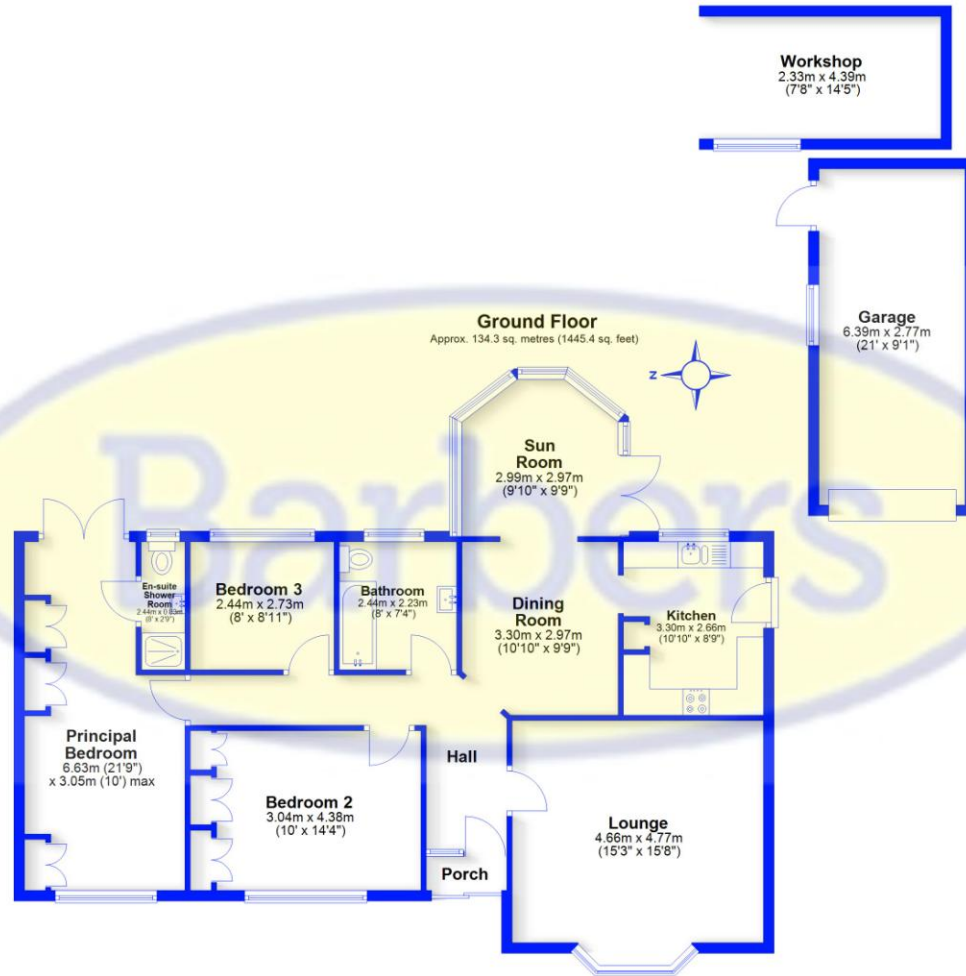 Workshop
2.33m x 4.39m
(7'8" x 14'5")
Garage
6.39m x 2.77m
(21' x 9'1")
Ground Floor
Approx. 134.3 sq. metres (1445.4 sq. feet)
Z
Barbers
Sun
Room
2.99m x 2.97m
(9'10" x 9'9")
En-suite
Shower
Room
2.44m x
(8' x 2'9")
Bedroom 3
2.44m x 2.73m
(8' x 8'11")
Bathroom
2.44m x 2.23m
(8' x 7'4")
Dining
Room
3.30m x 2.97m
(10'10" x 9'9")
Kitchen
3.30m x 2.66m
(10'10" x 8'9")
Principal
Bedroom
6.63m (21'9")
x 3.05m (10') max
Bedroom 2
3.04m x 4.38m
(10' x 14'4")
Hall
Porch
Lounge
4.66m x 4.77m
(15'3" x 15'8")